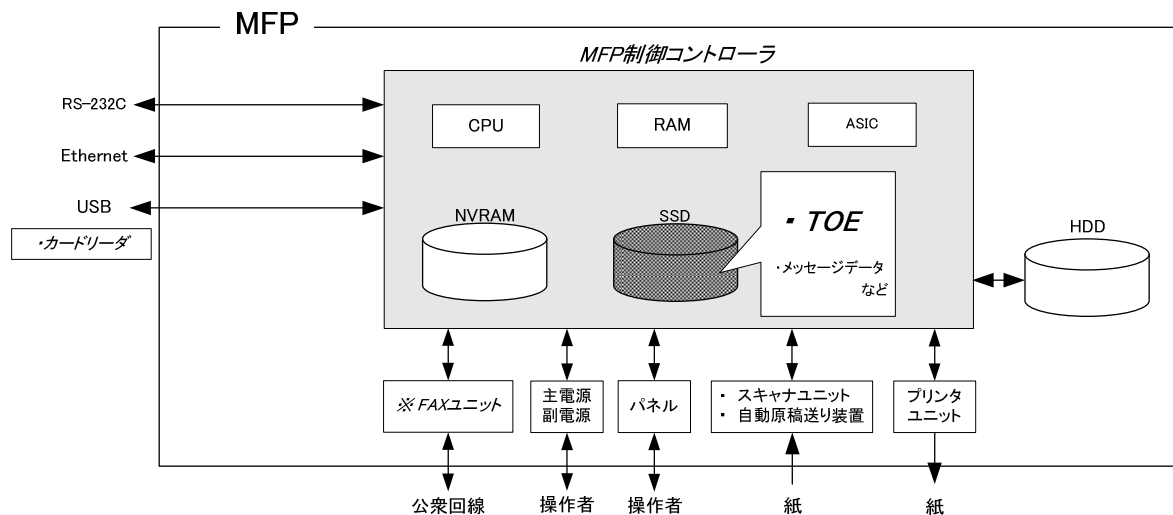 MFP
MFP制御コントローラ
RS-232C
CPU
RAM
ASIC
Ethernet
USB
・カードリーダ
NVRAM
SSD
・ TOE
・メッセージデータ
など
HDD
※ FAXユニット
主電源
副電源
パネル
・ スキャナユニット
・ 自動原稿送り装置
プリンタ
ユニット
公衆回線
操作者
操作者
紙
紙